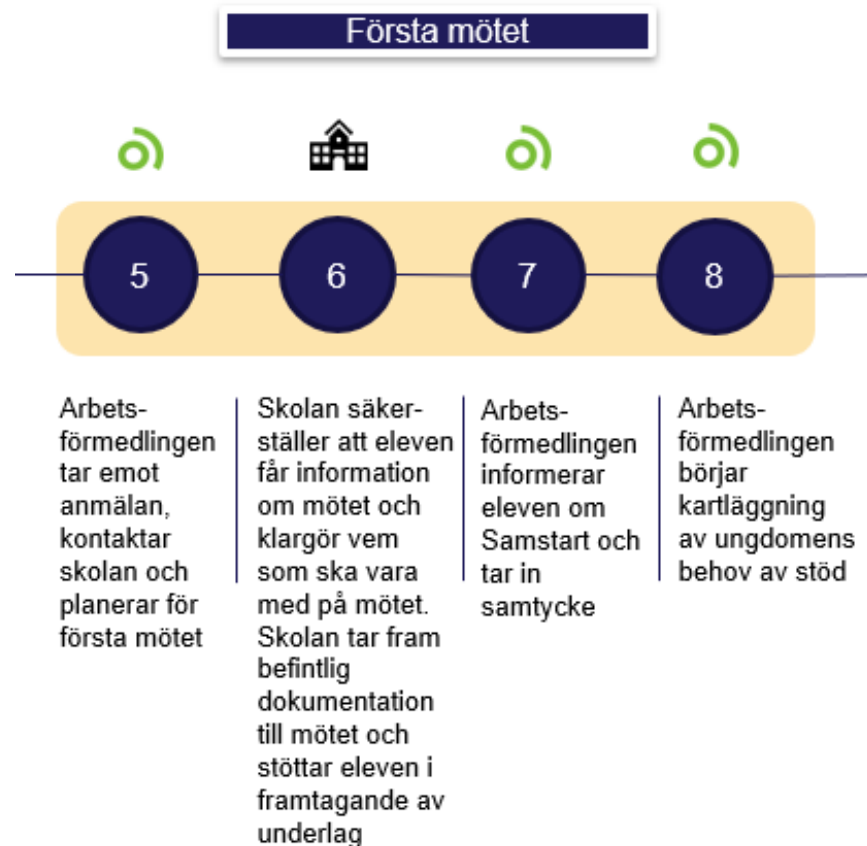 Första mötet
5
6
7
8
Arbets-
förmedlingen
tar emot
anmälan,
kontaktar
skolan och
planerar för
första mötet
Skolan säker-
ställer att eleven
får information
om mötet och
klargör vem
som ska vara
med på mötet.
Skolan tar fram
befintlig
dokumentation
till mötet och
stöttar eleven i
framtagande av
underlag
Arbets-
förmedlingen
informerar
eleven om
Samstart och
tar in
samtycke
Arbets-
förmedlingen
börjar
kartläggning
av ungdomens
behov av stöd